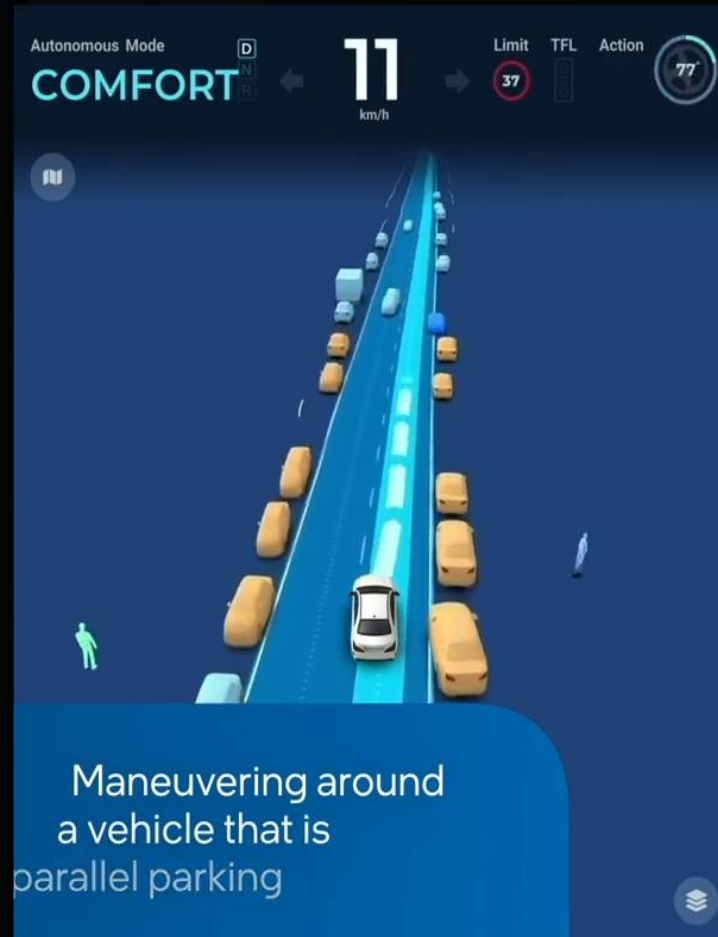 Autonomous Mode
COMFORT
D
N
R
11
km/h
Limit
37
TFL
Action
77°
Maneuvering around
a vehicle that is
parallel parking